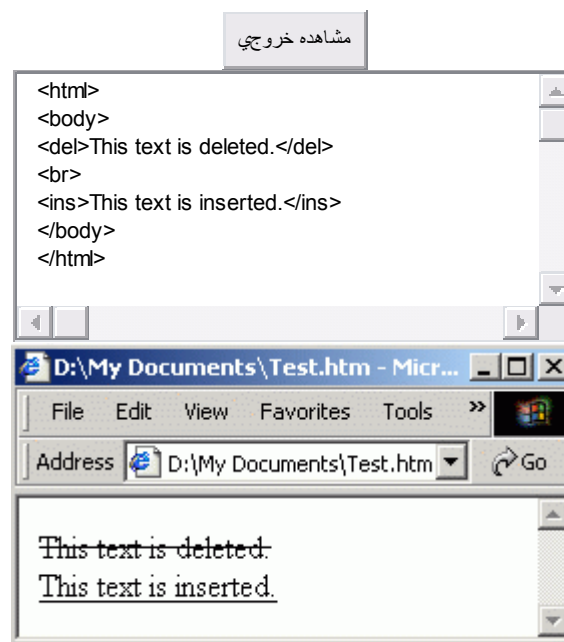 مشاهده خروجي
<html>
<body>
<del>This text is deleted.</del>
<br>
<ins>This text is inserted.</ins>
</body>
</html>
D:\My Documents\Test.htm - Micr...
File Edit View Favorites Tools »
Address D:\My Documents\Test.htm Go
This text is deleted.
This text is inserted.